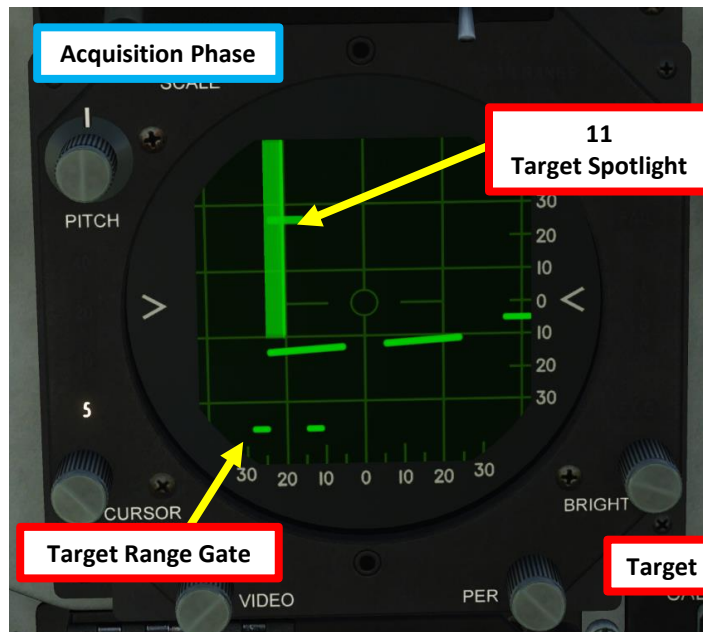 Acquisition Phase
SCALE
11
Target Spotlight
PITCH
30
20
10
0
10
20
30
>
<
S
30 20 10 0 10 20 30
CURSOR
BRIGHT
Target Range Gate
Target
VIDEO
PER